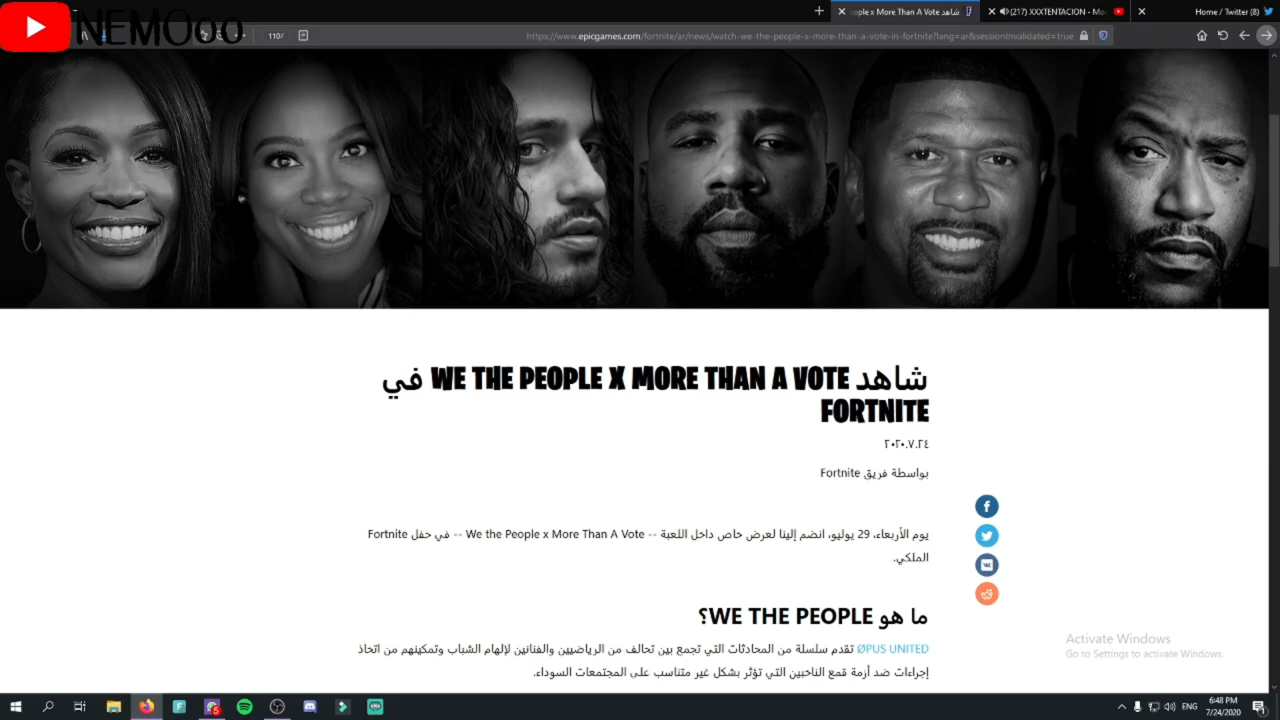 NEMOoo
شاهد ople x More Than A Vote
(217) XXXTENTACION - Mo
Home / Twitter (8)
110٪
https://www.epicgames.com/fortnite/ar/news/watch-we-the-people-x-more-than-a-vote-in-fortnite?lang=ar&sessionInvalidated=true
شاهد WE THE PEOPLE X MORE THAN A VOTE في
FORTNITE
٢٠٢٠.٧.٢٤
بواسطة فريق Fortnite
يوم الأربعاء، 29 يوليو، انضم إلينا لعرض خاص داخل اللعبة -- We the People x More Than A Vote -- في حفل Fortnite
الملكي.
ما هو WE THE PEOPLE؟
ØPUS UNITED تقدم سلسلة من المحادثات التي تجمع بين تحالف من الرياضيين والفنانين لإلهام الشباب وتمكينهم من اتخاذ
إجراءات ضد أزمة قمع الناخبين التي تؤثر بشكل غير متناسب على المجتمعات السوداء.
Activate Windows
Go to Settings to activate Windows.
5
ENG
6:48 PM
7/24/2020
1